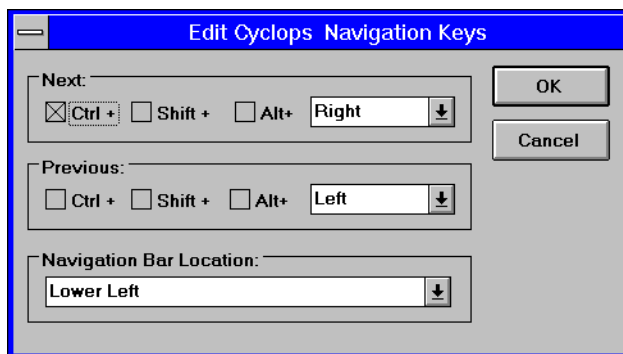 Edit Cyclops Navigation Keys
Next:
Ctrl + Shift + Alt+ Right
OK
Cancel
Previous:
Ctrl + Shift + Alt+ Left
Navigation Bar Location:
Lower Left